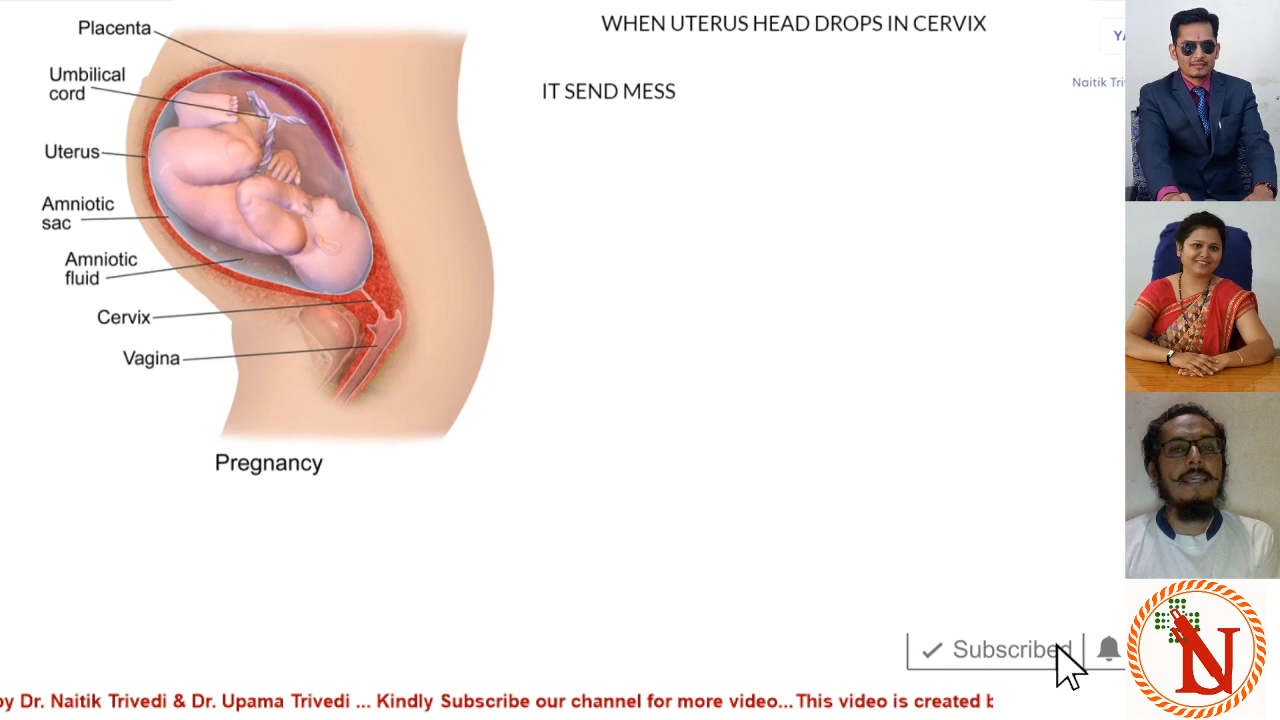 WHEN UTERUS HEAD DROPS IN CERVIX
IT SEND MESS
Placenta
Umbilical
cord
Uterus
Amniotic
sac
Amniotic
fluid
Cervix
Vagina
Pregnancy
YA
Naitik Tri
Subscribed
N
by Dr. Naitik Trivedi & Dr. Upama Trivedi ... Kindly Subscribe our channel for more video... This video is created b